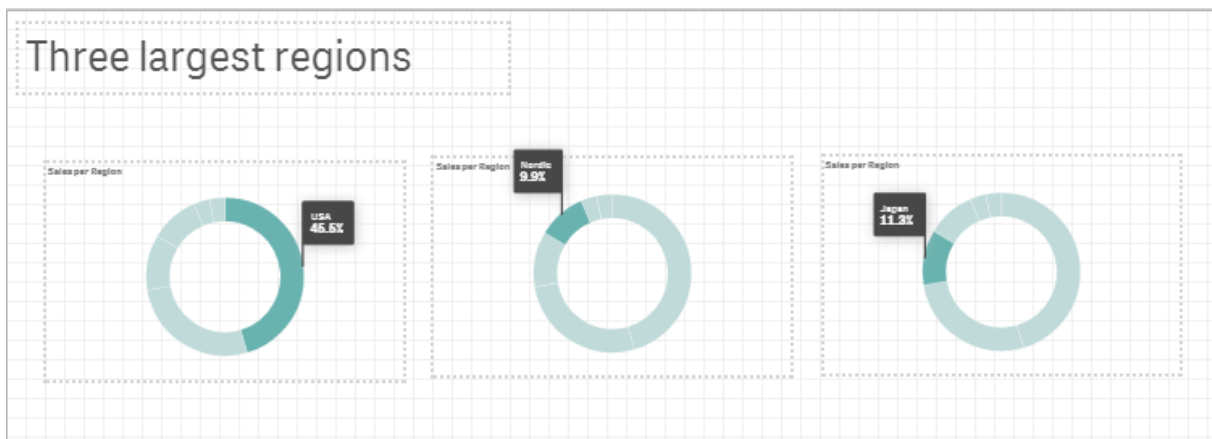 Three largest regions
Sales per Region
USA
45.5%
Sales per Region
Nordic
9.9%
Sales per Region
Japan
11.3%